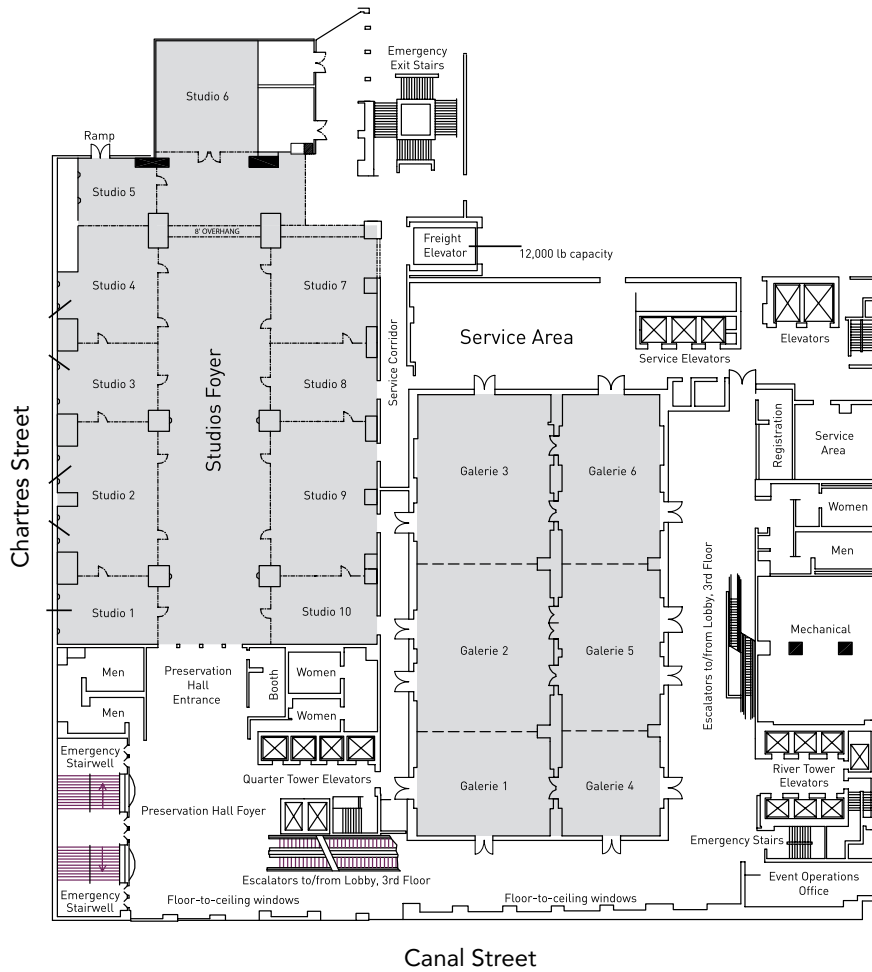 Emergency
Exit Stairs
Studio 6
Ramp
Studio 5
8' OVERHANG
Freight
Elevator
12,000 lb capacity
Studio 4
Studio 7
Service Area
Service Elevators
Elevators
Service Corridor
Studios Foyer
Studio 3
Studio 8
Chartres Street
Registration
Service
Area
Galerie 3
Galerie 6
Studio 2
Studio 9
Women
Men
Escalators to/from Lobby, 3rd Floor
Studio 1
Studio 10
Mechanical
Galerie 2
Galerie 5
Men
Preservation
Hall
Entrance
Booth
Women
Men
Women
Emergency
Stairwell
Quarter Tower Elevators
River Tower
Elevators
Galerie 1
Galerie 4
Preservation Hall Foyer
Emergency Stairs
Escalators to/from Lobby, 3rd Floor
Event Operations
Office
Emergency
Stairwell
Floor-to-ceiling windows
Floor-to-ceiling windows
Canal Street